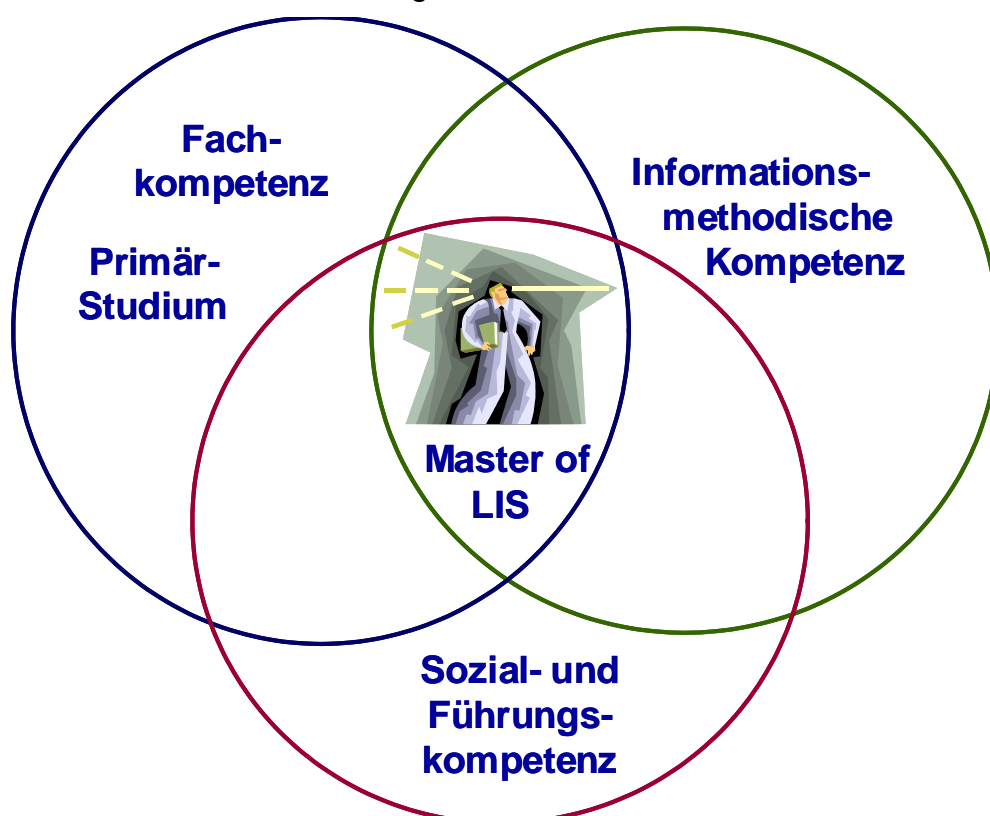 Fach-
kompetenz
Primär-
Studium
Informations-
methodische
Kompetenz
Master of
LIS
Sozial- und
Führungs-
kompetenz